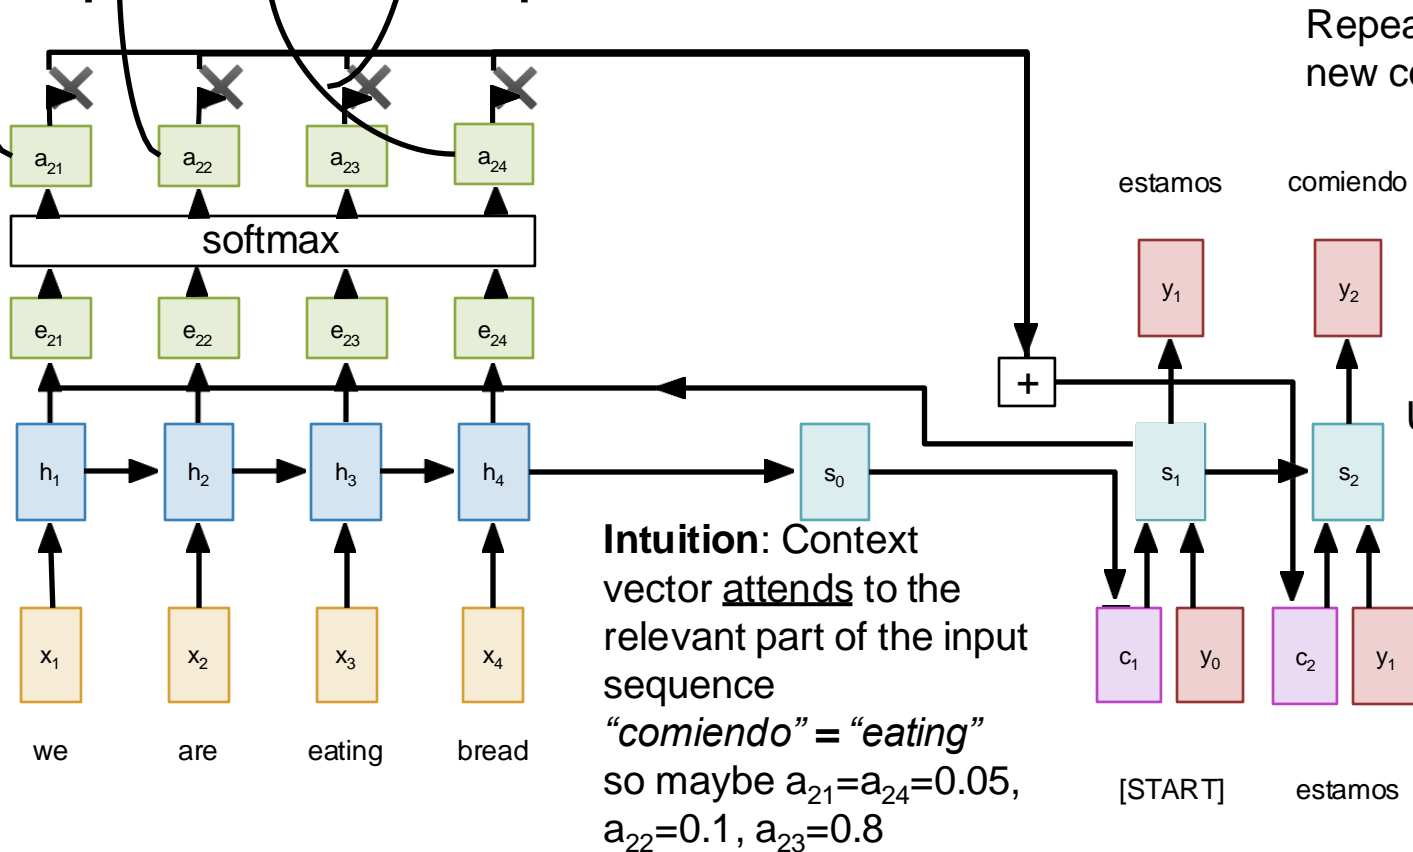 Repea
new co
a21 a22 a23 a24
estamos comiendo
softmax
y1 y2
e21 e22 e23 e24
+
h1 h2 h3 h4 s0 s1 s2
Intuition: Context
vector attends to the
relevant part of the input
sequence
“comiendo” = “eating”
so maybe a21=a24=0.05,
a22=0.1, a23=0.8
x1 x2 x3 x4
c1 y0 c2 y1
we are eating bread
[START] estamos